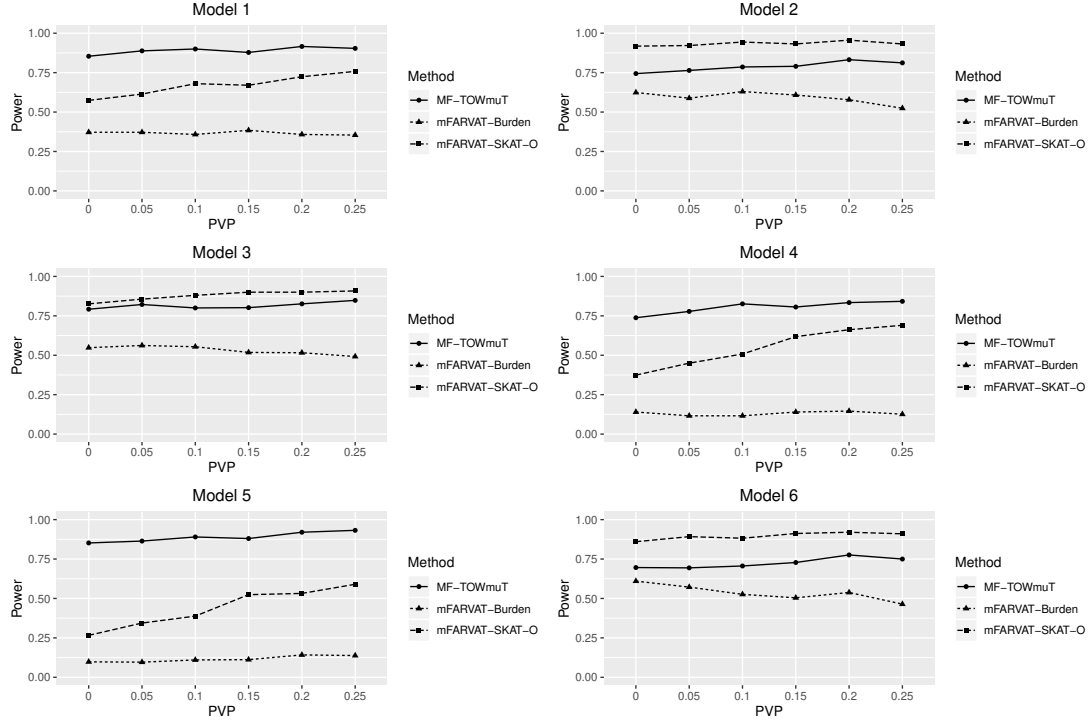 Model 1
1.00
0.75
0.50
0.25
0.00
Power
0 0.05 0.1 0.15 0.2 0.25
PVP
Method
MF-TOWmuT
mFARVAT-Burden
mFARVAT-SKAT-O
Model 2
1.00
0.75
0.50
0.25
0.00
Power
0 0.05 0.1 0.15 0.2 0.25
PVP
Method
MF-TOWmuT
mFARVAT-Burden
mFARVAT-SKAT-O
Model 3
1.00
0.75
0.50
0.25
0.00
Power
0 0.05 0.1 0.15 0.2 0.25
PVP
Method
MF-TOWmuT
mFARVAT-Burden
mFARVAT-SKAT-O
Model 4
1.00
0.75
0.50
0.25
0.00
Power
0 0.05 0.1 0.15 0.2 0.25
PVP
Method
MF-TOWmuT
mFARVAT-Burden
mFARVAT-SKAT-O
Model 5
1.00
0.75
0.50
0.25
0.00
Power
0 0.05 0.1 0.15 0.2 0.25
PVP
Method
MF-TOWmuT
mFARVAT-Burden
mFARVAT-SKAT-O
Model 6
1.00
0.75
0.50
0.25
0.00
Power
0 0.05 0.1 0.15 0.2 0.25
PVP
Method
MF-TOWmuT
mFARVAT-Burden
mFARVAT-SKAT-O